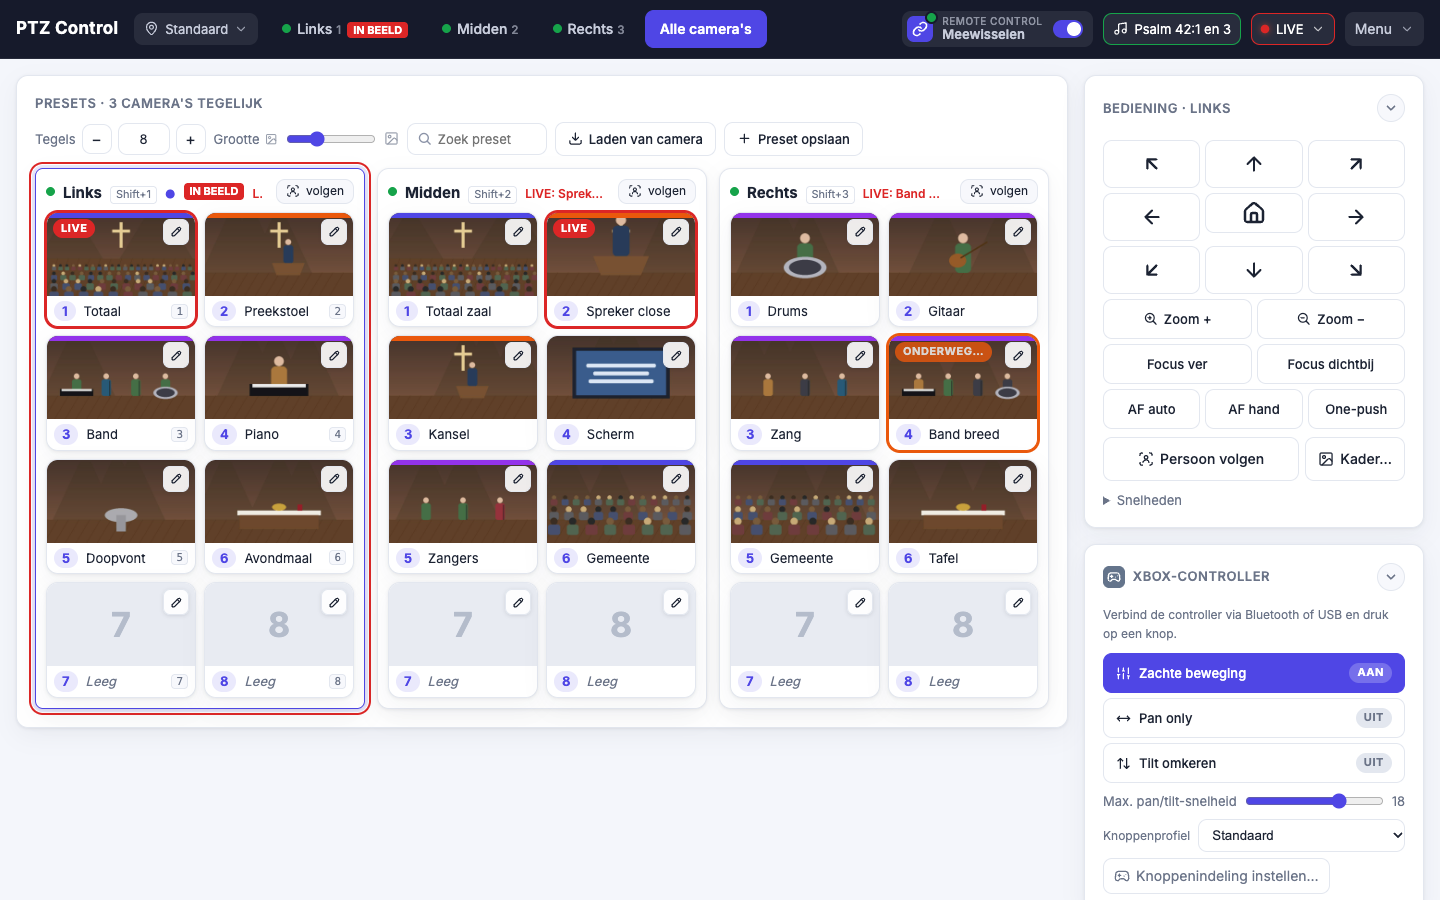 PTZ Control
Standaard
Links 1 IN BEELD
Midden 2
Rechts 3
Alle camera's
REMOTE CONTROL
Meewisselen
Psalm 42:1 en 3
LIVE
Menu
PRESETS · 3 CAMERA'S TEGELIJK
Tegels − 8 + Grootte
Zoek preset
Laden van camera
+ Preset opslaan
Links Shift+1 IN BEELD L. volgen
LIVE
1 Totaal 1
2 Preekstoel 2
3 Band 3
4 Piano 4
5 Doopvont 5
6 Avondmaal 6
7
8
7 Leeg 7
8 Leeg 8
Midden Shift+2 LIVE: Sprek... volgen
1 Totaal zaal
LIVE
2 Spreker close
3 Kansel
4 Scherm
5 Zangers
6 Gemeente
7
8
7 Leeg
8 Leeg
Rechts Shift+3 LIVE: Band ... volgen
1 Drums
2 Gitaar
3 Zang
ONDERWEG...
4 Band breed
5 Gemeente
6 Tafel
7
8
7 Leeg
8 Leeg
BEDIENING · LINKS
Zoom +
Zoom −
Focus ver
Focus dichtbij
AF auto
AF hand
One-push
Persoon volgen
Kader...
Snelheden
XBOX-CONTROLLER
Verbind de controller via Bluetooth of USB en druk
op een knop.
Zachte beweging AAN
Pan only UIT
Tilt omkeren UIT
Max. pan/tilt-snelheid 18
Knoppenprofiel Standaard
Knoppenindeling instellen...